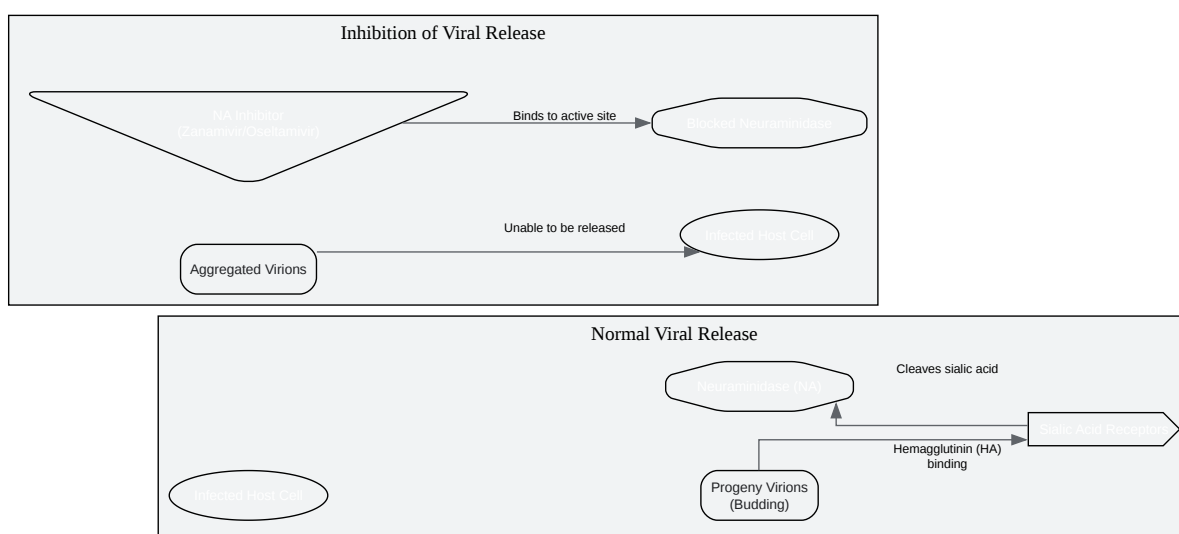 Inhibition of Viral Release
NA Inhibitor
(Zanamivir/Oseltamivir)
Binds to active site
Blocked Neuraminidase
Unable to be released
Infected Host Cell
Aggregated Virions
Normal Viral Release
Neuraminidase (NA)
Cleaves sialic acid
Sialic Acid Receptors
Hemagglutinin (HA)
binding
Infected Host Cell
Progeny Virions
(Budding)